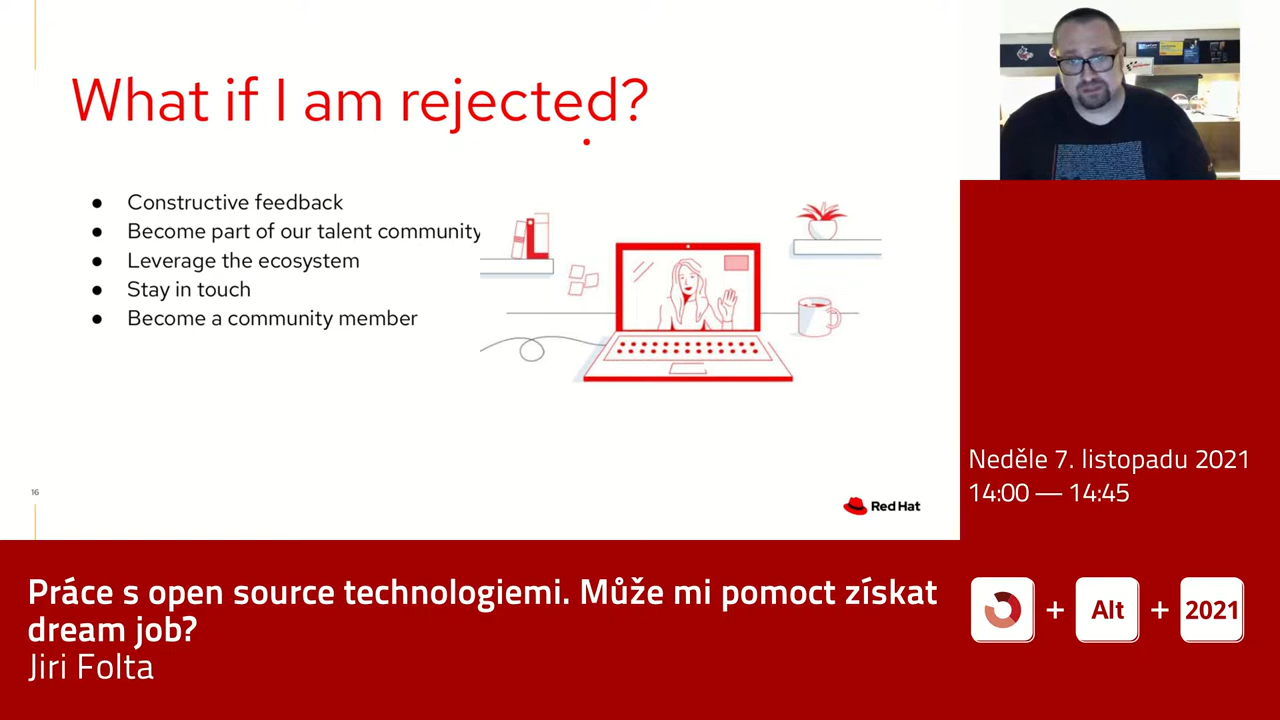 What if I am rejected?
● Constructive feedback
● Become part of our talent community
● Leverage the ecosystem
● Stay in touch
● Become a community member
16
Red Hat
Neděle 7. listopadu 2021
14:00 — 14:45
Práce s open source technologiemi. Může mi pomoct získat
dream job?
Jiri Folta
+ Alt + 2021